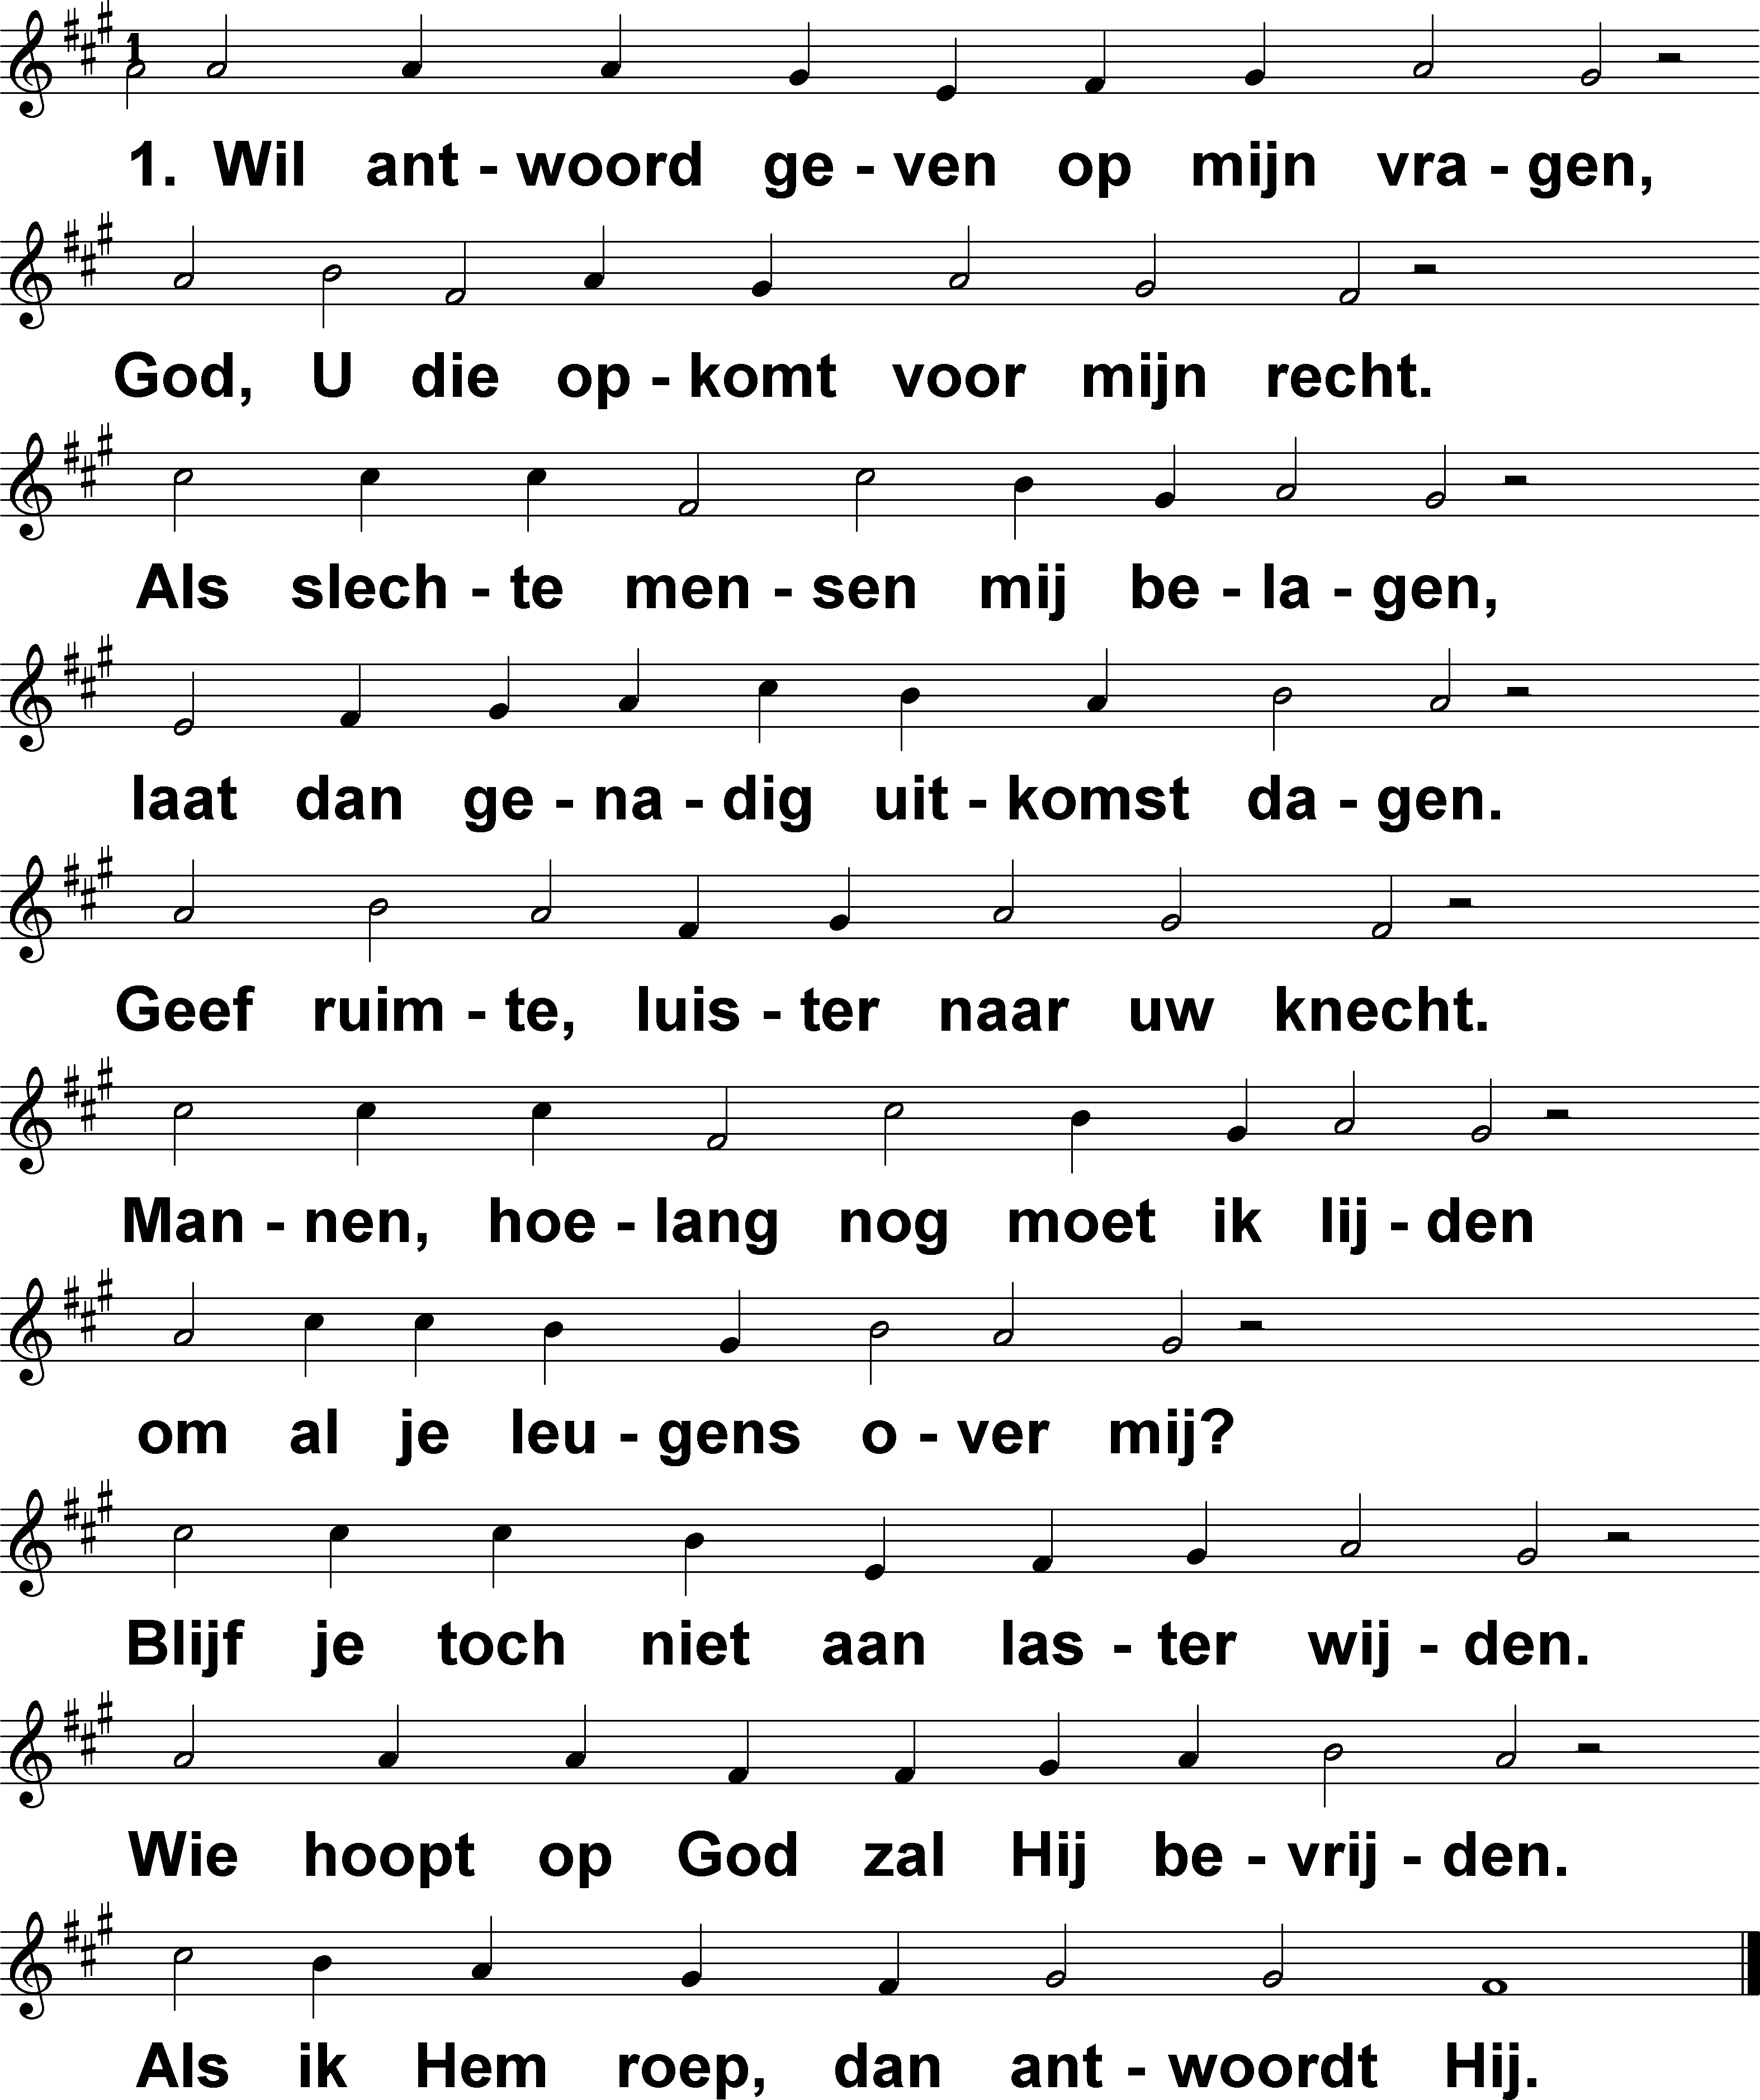 1. Wil ant - woord ge - ven op mijn vra - gen,
God, U die op - komt voor mijn recht.
Als slech - te men - sen mij be - la - gen,
laat dan ge - na - dig uit - komst da - gen.
Geef ruim - te, luis - ter naar uw knecht.
Man - nen, hoe - lang nog moet ik lij - den
om al je leu - gens o - ver mij?
Blijf je toch niet aan las - ter wij - den.
Wie hoopt op God zal Hij be - vrij - den.
Als ik Hem roep, dan ant - woordt Hij.